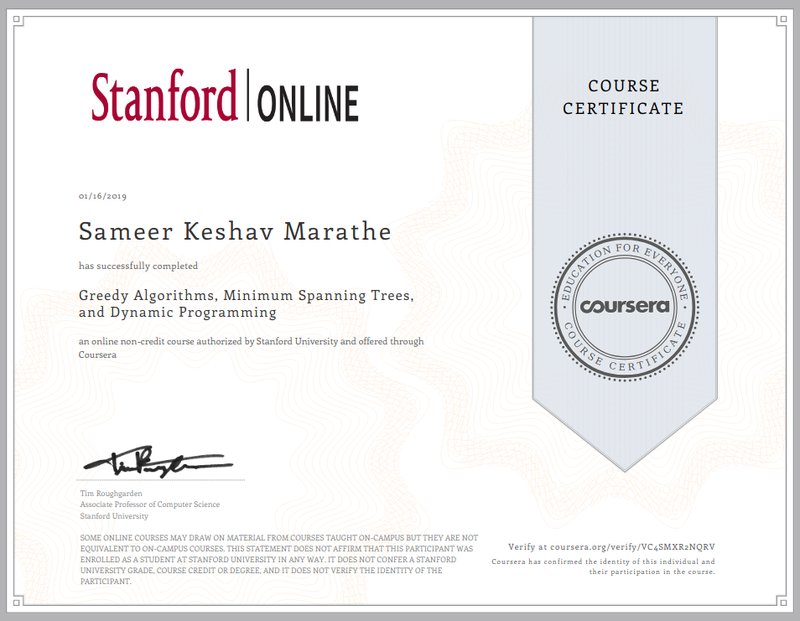 Stanford | ONLINE
COURSE
CERTIFICATE
01/16/2019
Sameer Keshav Marathe
has successfully completed
Greedy Algorithms, Minimum Spanning Trees,
and Dynamic Programming
an online non-credit course authorized by Stanford University and offered through
Coursera
EDUCATION FOR EVERYONE
coursera
COURSE CERTIFICATE
Tim Roughgarden
Associate Professor of Computer Science
Stanford University
SOME ONLINE COURSES MAY DRAW ON MATERIAL FROM COURSES TAUGHT ON-CAMPUS BUT THEY ARE NOT
EQUIVALENT TO ON-CAMPUS COURSES. THIS STATEMENT DOES NOT AFFIRM THAT THIS PARTICIPANT WAS
ENROLLED AS A STUDENT AT STANFORD UNIVERSITY IN ANY WAY. IT DOES NOT CONFER A STANFORD
UNIVERSITY GRADE, COURSE CREDIT OR DEGREE, AND IT DOES NOT VERIFY THE IDENTITY OF THE
PARTICIPANT.
Verify at coursera.org/verify/VC4SMXR2NQRV
Coursera has confirmed the identity of this individual and
their participation in the course.